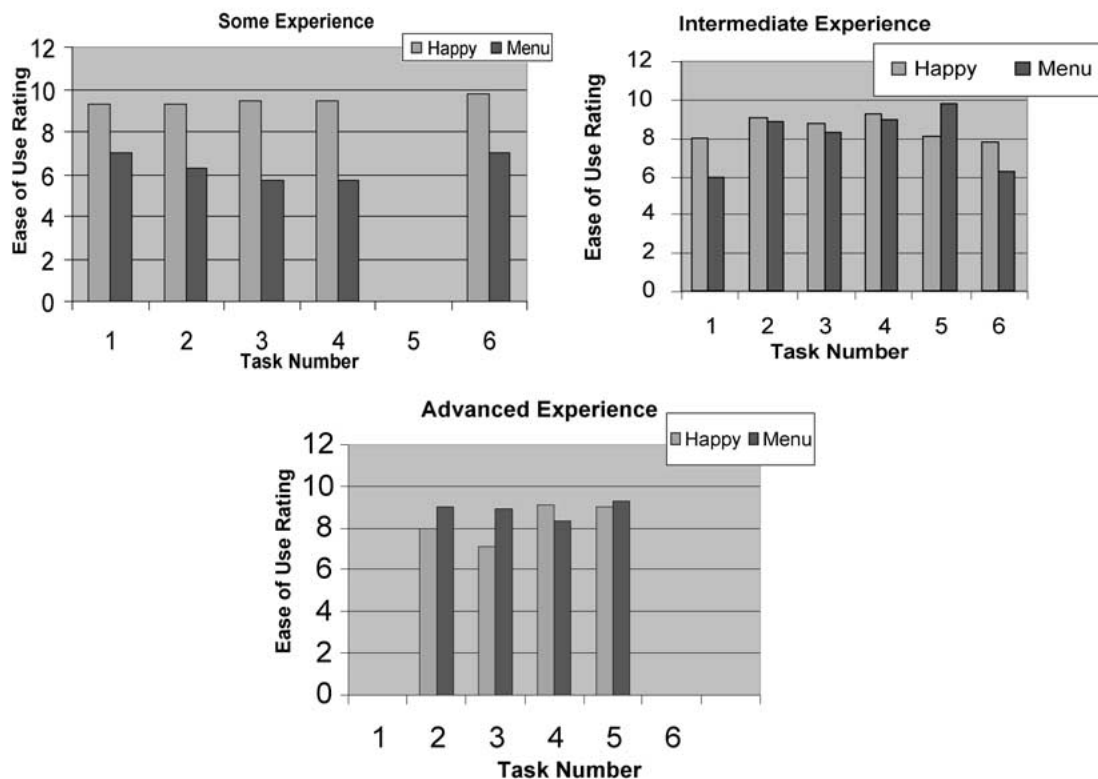 Some Experience
Happy Menu
Ease of Use Rating
12
10
8
6
4
2
0
1 2 3 4 5 6
Task Number
Intermediate Experience
Happy Menu
Ease of Use Rating
12
10
8
6
4
2
0
1 2 3 4 5 6
Task Number
Advanced Experience
Happy Menu
Ease of Use Rating
12
10
8
6
4
2
0
1 2 3 4 5 6
Task Number